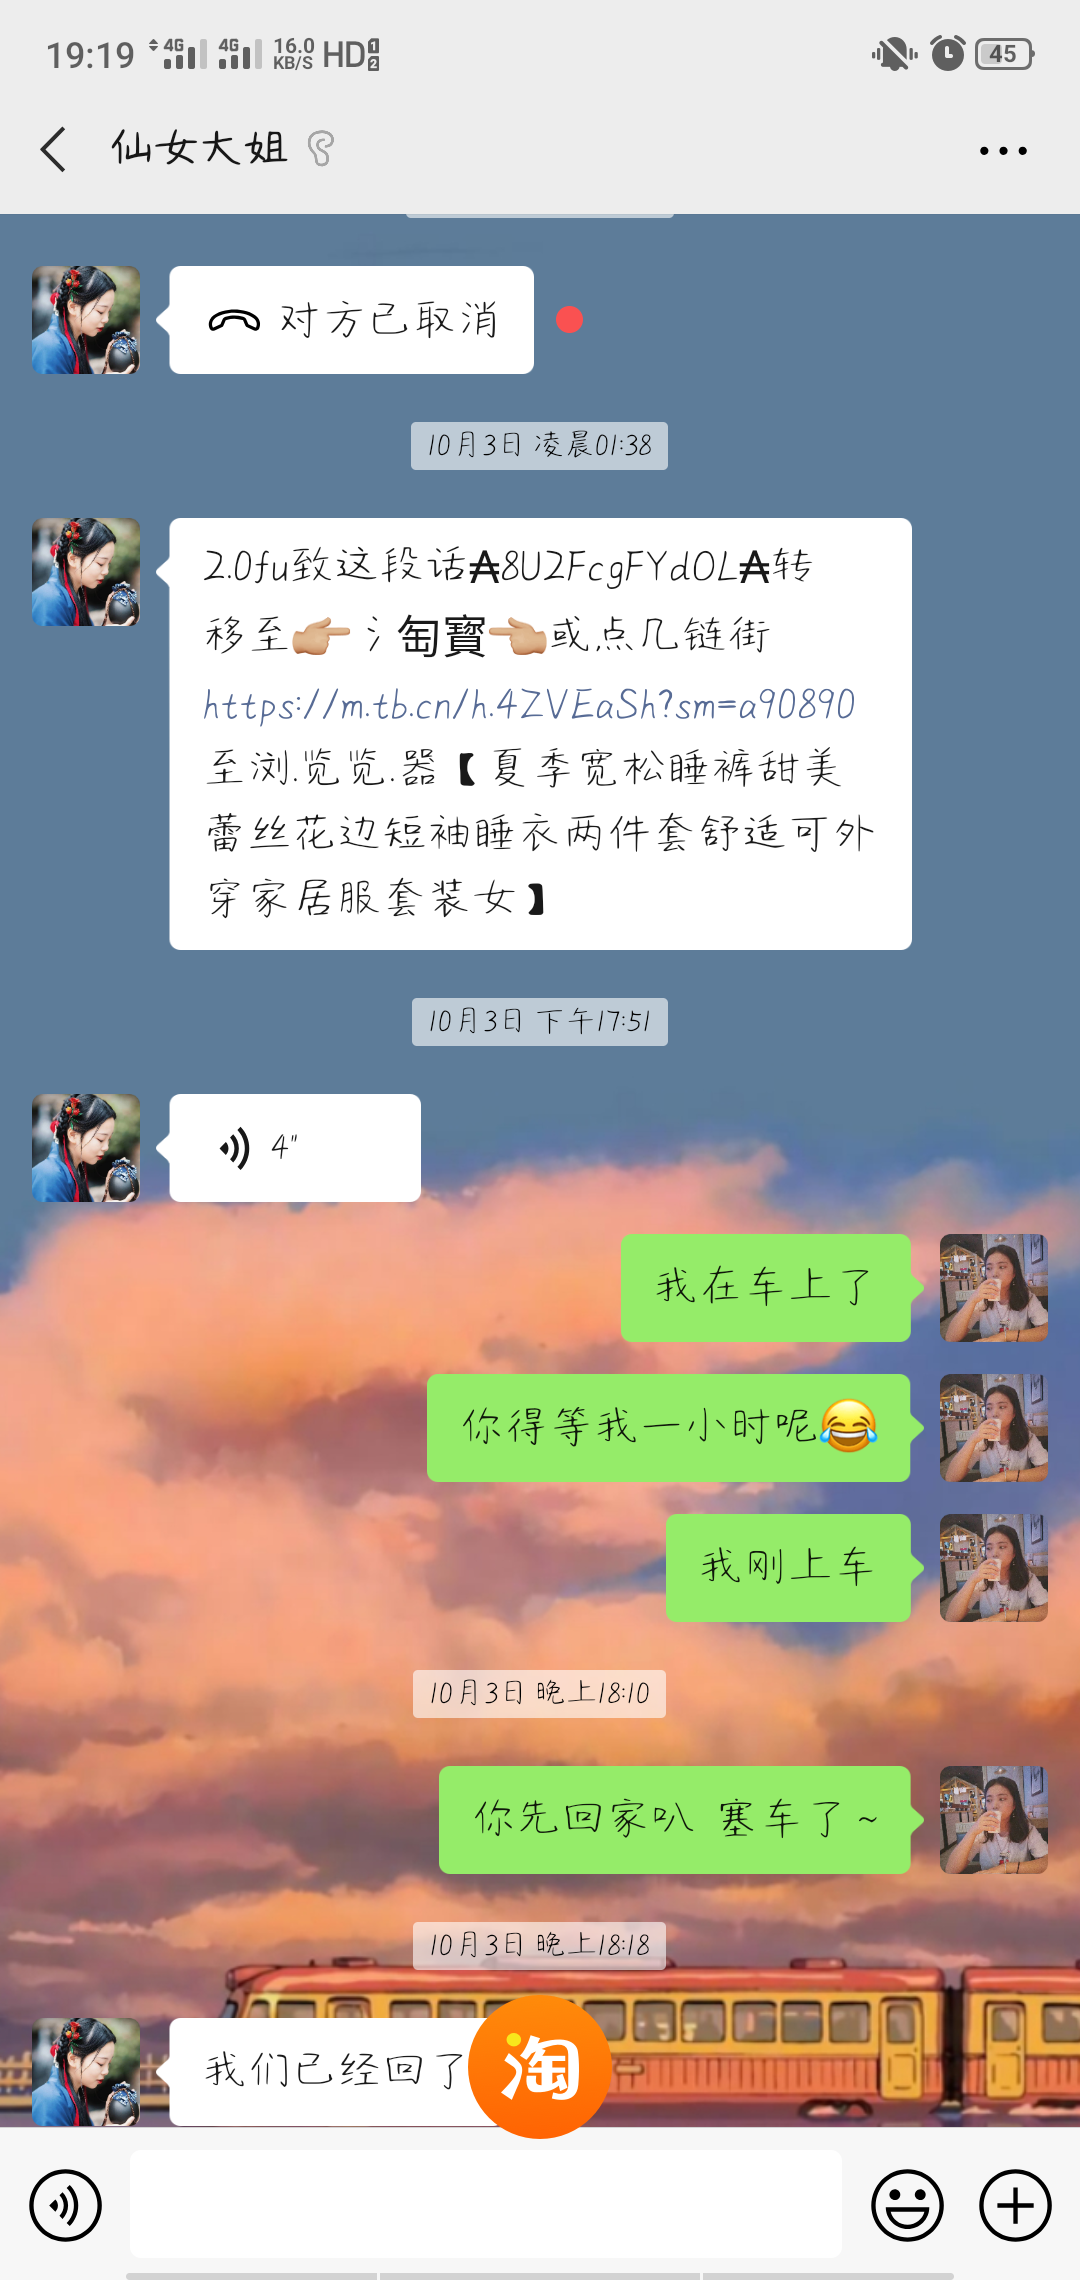 19:19 4G 4G 16.0 KB/S HD 1 2 45
仙女大姐
对方已取消
10月3日 凌晨01:38
2.0fu致这段话₳8U2FcgFYdOL₳转
移至👉🏼氵匋寳👈🏼或.点几链街
https://m.tb.cn/h.4ZVEaSh?sm=a90890
至浏.览览.器【夏季宽松睡裤甜美
蕾丝花边短袖睡衣两件套舒适可外
穿家居服套装女】
10月3日 下午17:51
4"
我在车上了
你得等我一小时呢😂
我刚上车
10月3日 晚上18:10
你先回家叭 塞车了~
10月3日 晚上18:18
我们已经回了
淘